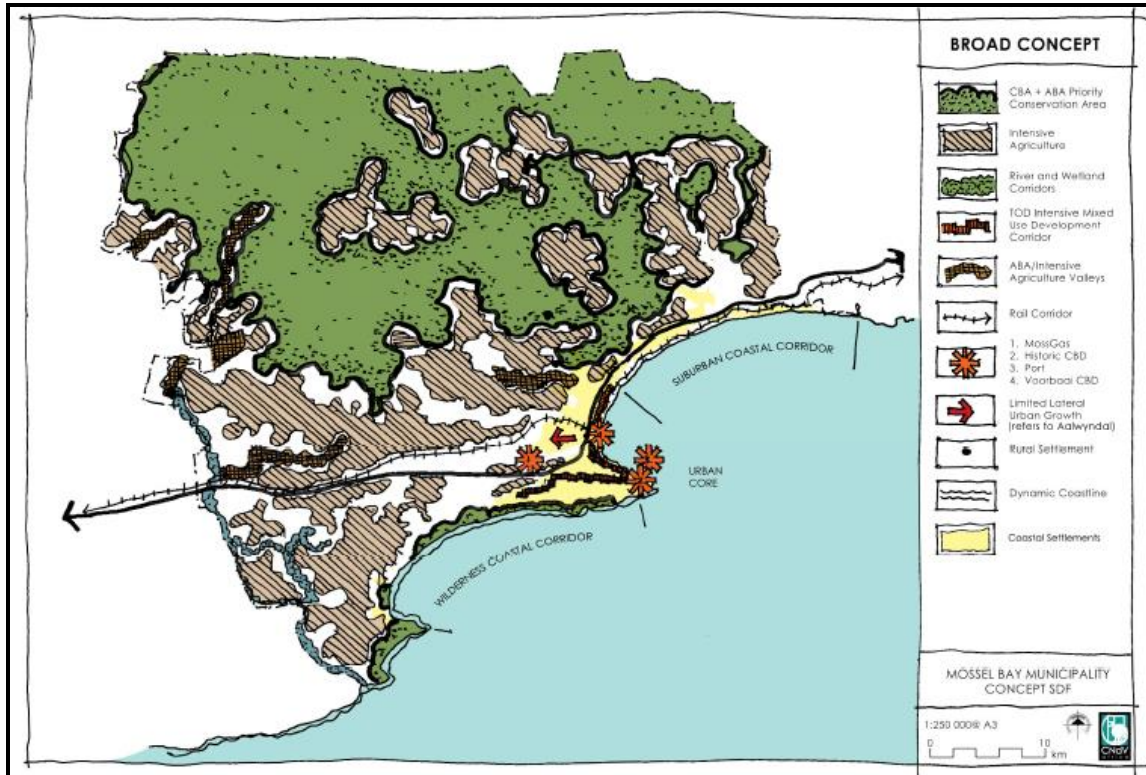 BROAD CONCEPT
CBA + ABA Priority
Conservation Area
Intensive
Agriculture
River and Wetland
Corridors
TOD Intensive Mixed
Use Development
Corridor
ABA/Intensive
Agriculture Valleys
Rail Corridor
1. MossGas
2. Historic CBD
3. Port
4. Voorbaai CBD
Limited Lateral
Urban Growth
(refers to Aalwyndal)
Rural Settlement
Dynamic Coastline
Coastal Settlements
SUBURBAN COASTAL CORRIDOR
URBAN
CORE
WILDERNESS COASTAL CORRIDOR
MOSSEL BAY MUNICIPALITY
CONCEPT SDF
1:250 000@ A3
0 10
km
CNdV